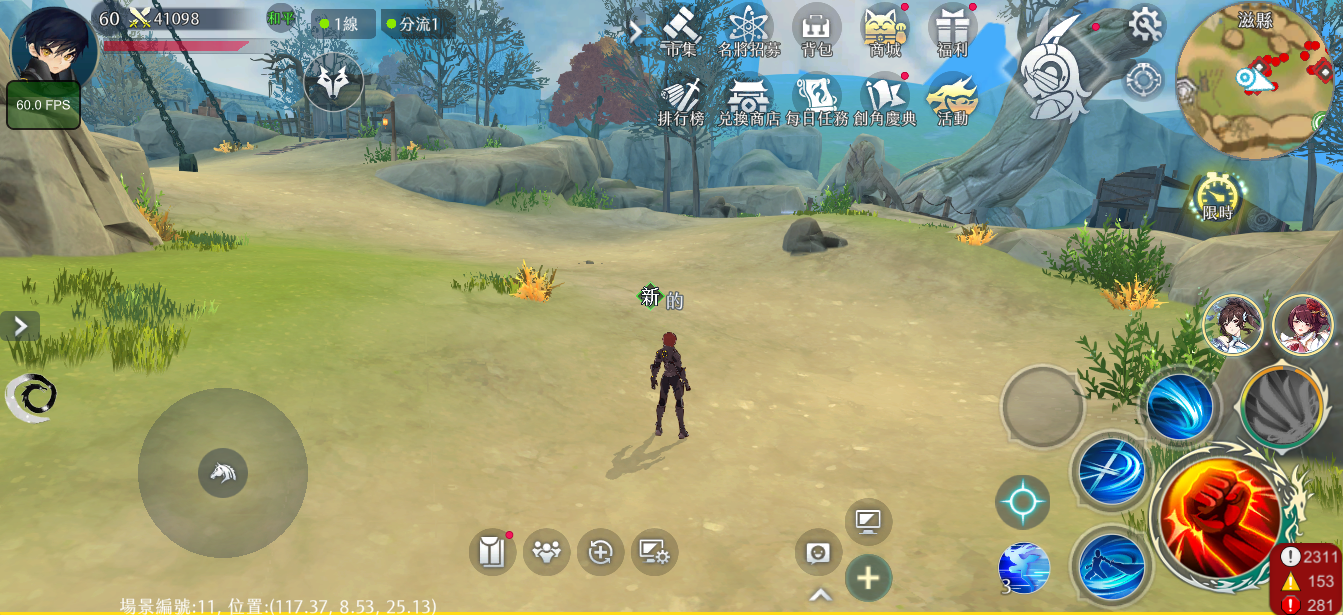 60
41098
和平
1線
分流1
市集
名將招募
背包
商城
福利
滋縣
60.0 FPS
排行榜
兌換商店
每日任務
創角慶典
活動
限時
新 的
3
2311
153
281
場景編號:11, 位置:(117.37, 8.53, 25.13)